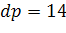 dp = 14